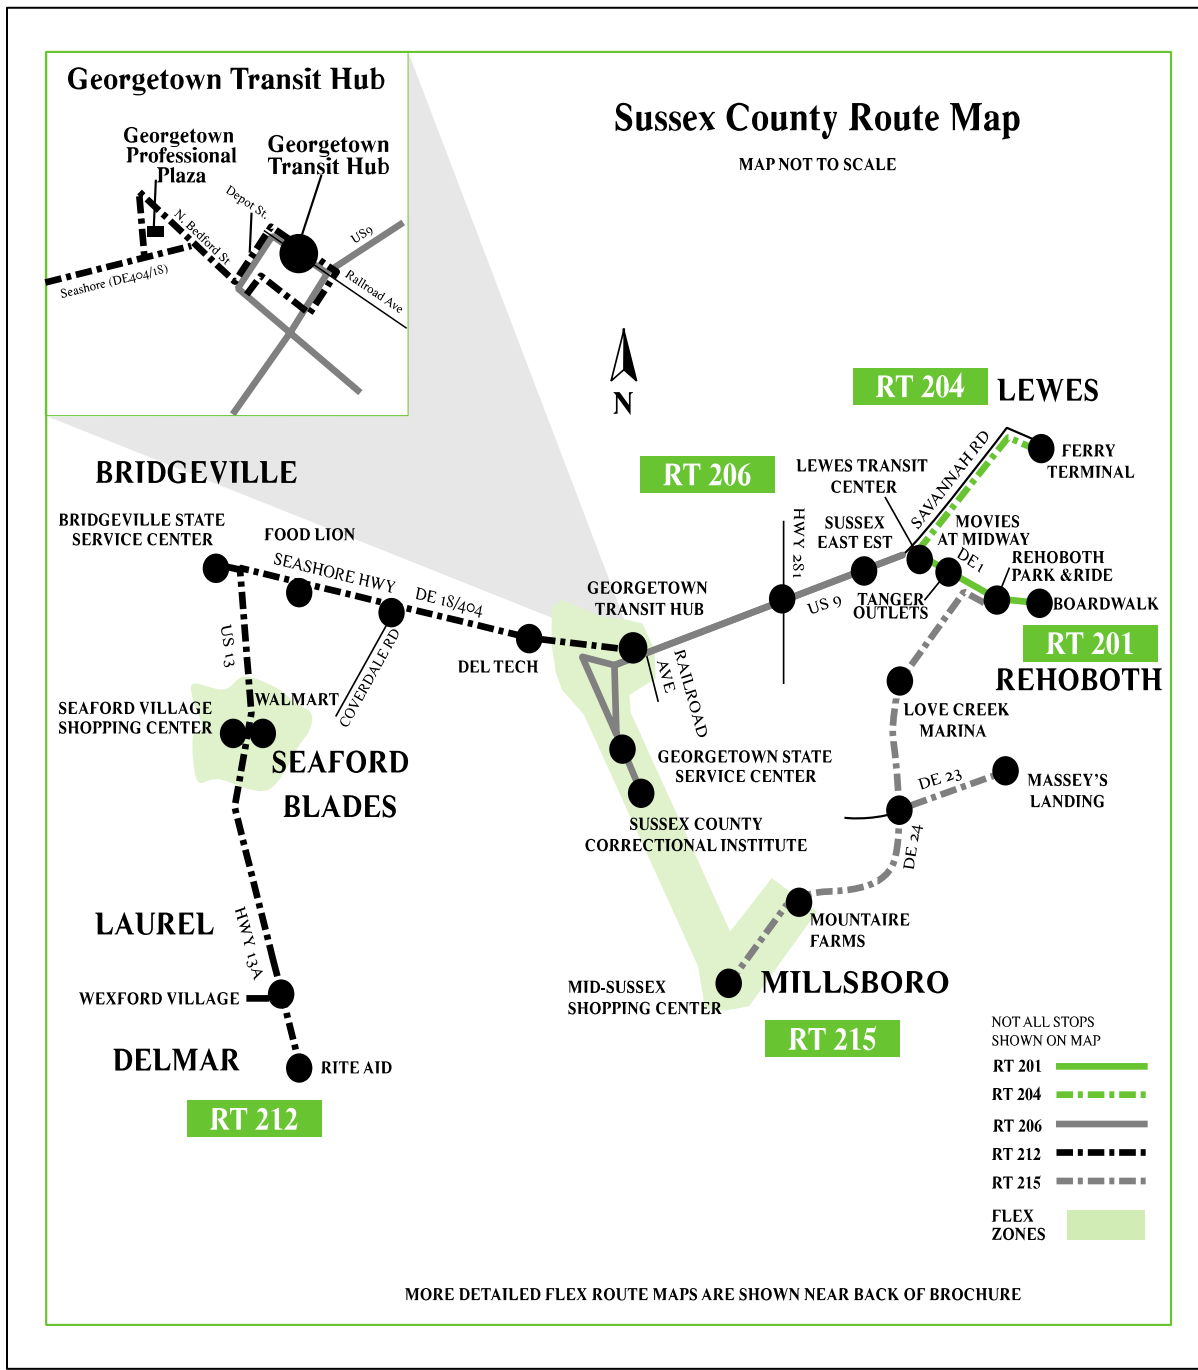 Georgetown Transit Hub
Georgetown
Professional
Plaza
Georgetown
Transit Hub
Depot St.
N. Bedford St
US9
Railroad Ave
Seashore (DE404/18)
Sussex County Route Map
MAP NOT TO SCALE
N
RT 204
LEWES
RT 206
LEWES TRANSIT
CENTER
SAVANNAH RD
FERRY
TERMINAL
BRIDGEVILLE
BRIDGEVILLE STATE
SERVICE CENTER
FOOD LION
SEASHORE HWY
DE 18/404
HWY 281
SUSSEX
EAST EST
MOVIES
AT MIDWAY
DE1
REHOBOTH
PARK &RIDE
GEORGETOWN
TRANSIT HUB
US 9
TANGER
OUTLETS
BOARDWALK
RT 201
REHOBOTH
US 13
COVERDALE RD
DEL TECH
RAILROAD
AVE
WALMART
SEAFORD VILLAGE
SHOPPING CENTER
SEAFORD
BLADES
LOVE CREEK
MARINA
GEORGETOWN STATE
SERVICE CENTER
DE 23
MASSEY'S
LANDING
SUSSEX COUNTY
CORRECTIONAL INSTITUTE
DE 24
LAUREL
HWY 13A
MOUNTAIRE
FARMS
WEXFORD VILLAGE
MID-SUSSEX
SHOPPING CENTER
MILLSBORO
RT 215
DELMAR
RITE AID
RT 212
NOT ALL STOPS
SHOWN ON MAP
RT 201
RT 204
RT 206
RT 212
RT 215
FLEX
ZONES
MORE DETAILED FLEX ROUTE MAPS ARE SHOWN NEAR BACK OF BROCHURE